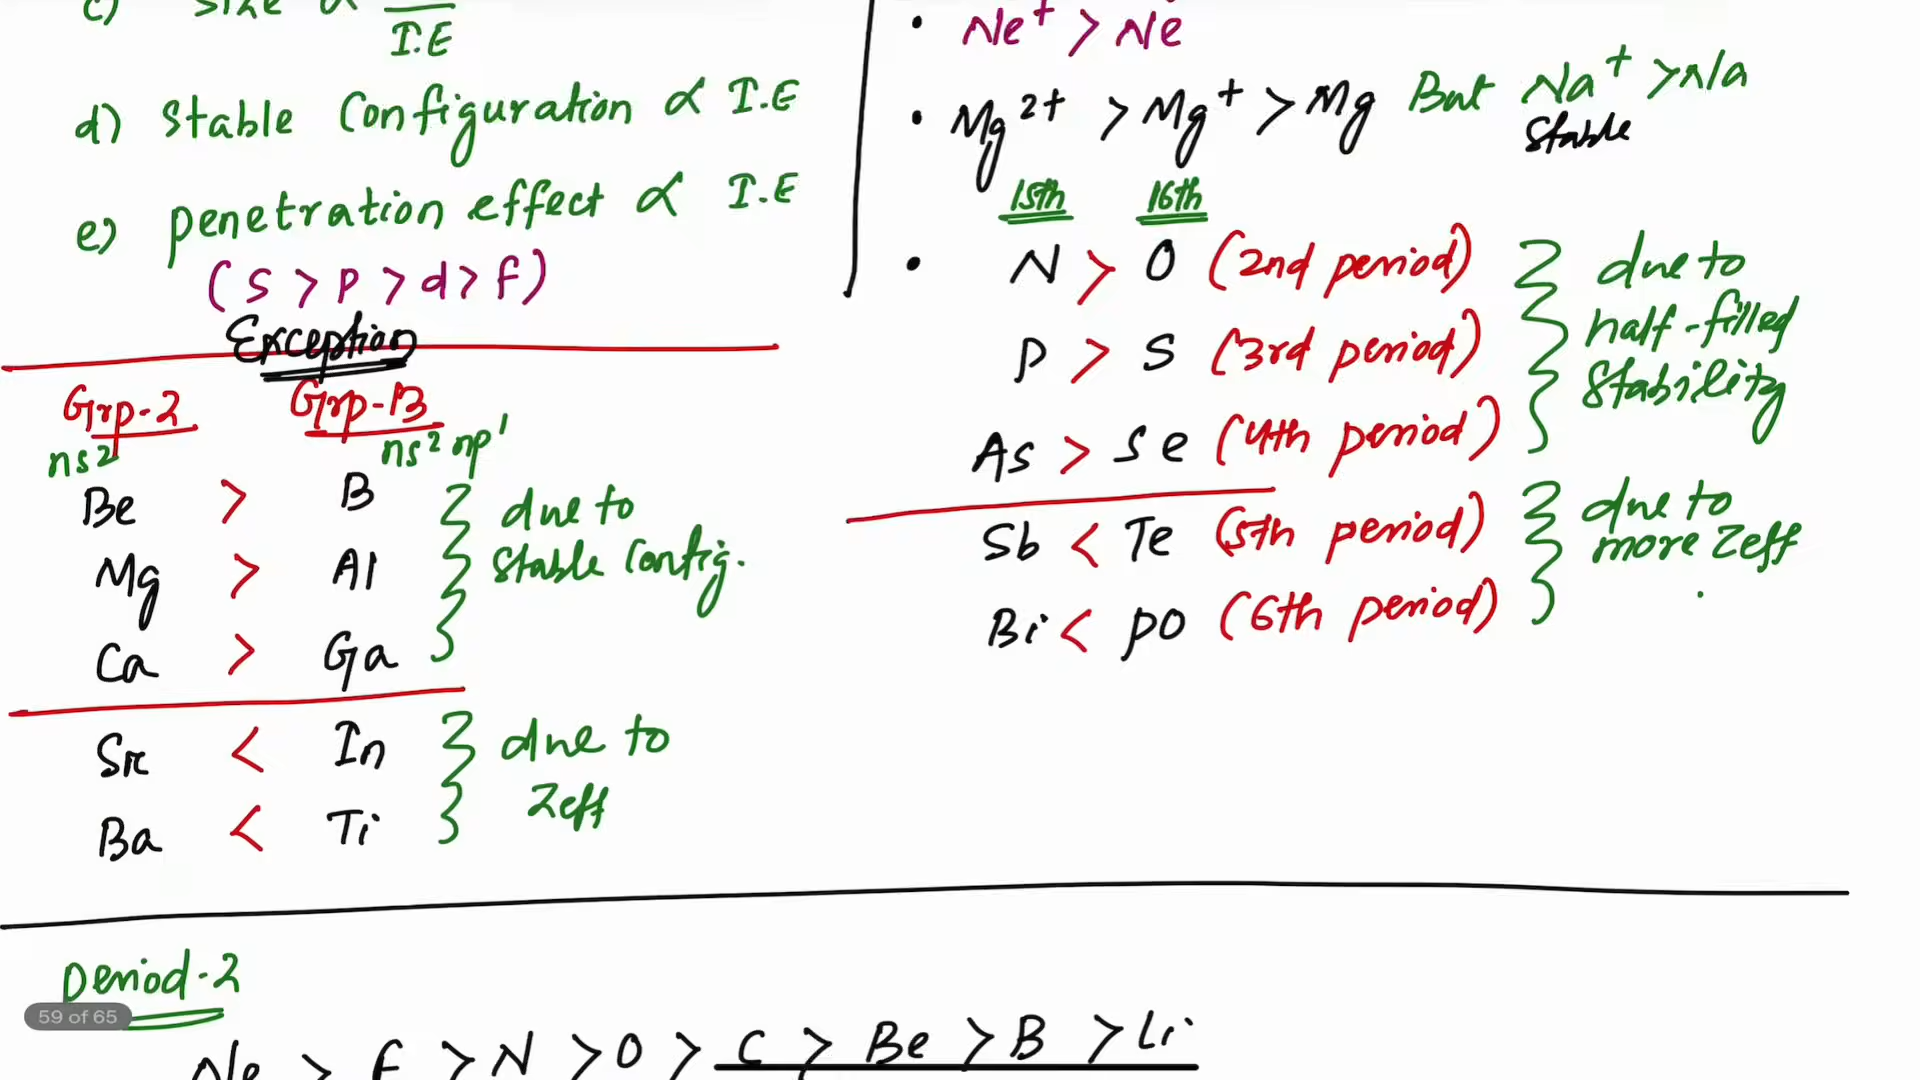 c) Size ∝ 1/I.E
d) Stable Configuration ∝ I.E
e) penetration effect ∝ I.E
(S > P > d > f)
Exception
Grp-2 Grp-13
ns² ns² np¹
Be > B
Mg > Al
Ca > Ga
due to
stable Config.
Sr < In
Ba < Ti
due to
Zeff
• Ne⁺ > Ne
• Mg²⁺ > Mg⁺ > Mg But Na⁺ > Na
Stable
15th 16th
• N > O (2nd period)
P > S (3rd period)
As > Se (4th period)
due to
half-filled
Stability
Sb < Te (5th period)
Bi < Po (6th period)
due to
more Zeff
Period-2
59 of 65
Ne > F > N > O > C > Be > B > Li